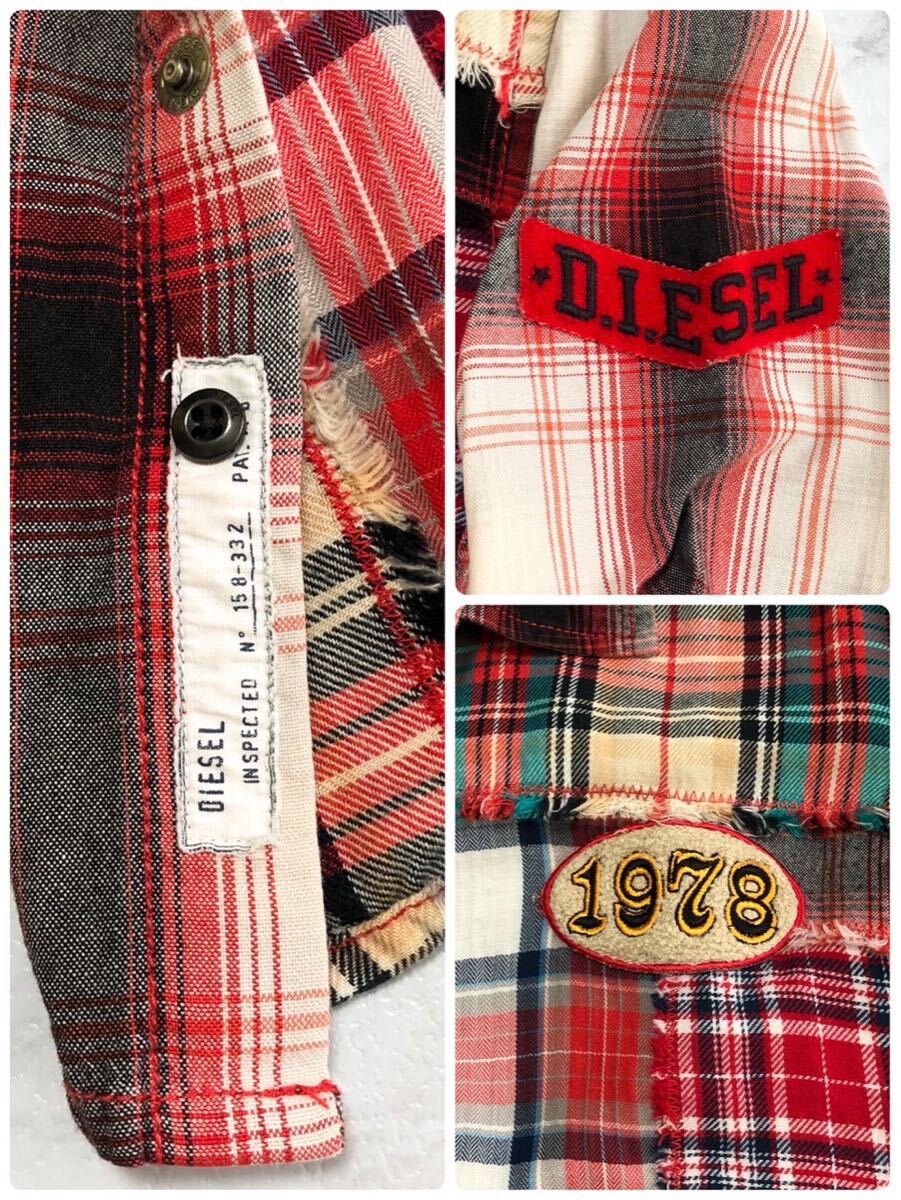 DIESEL
INSPECTED N° 158-332
D.I.ESEL
1978